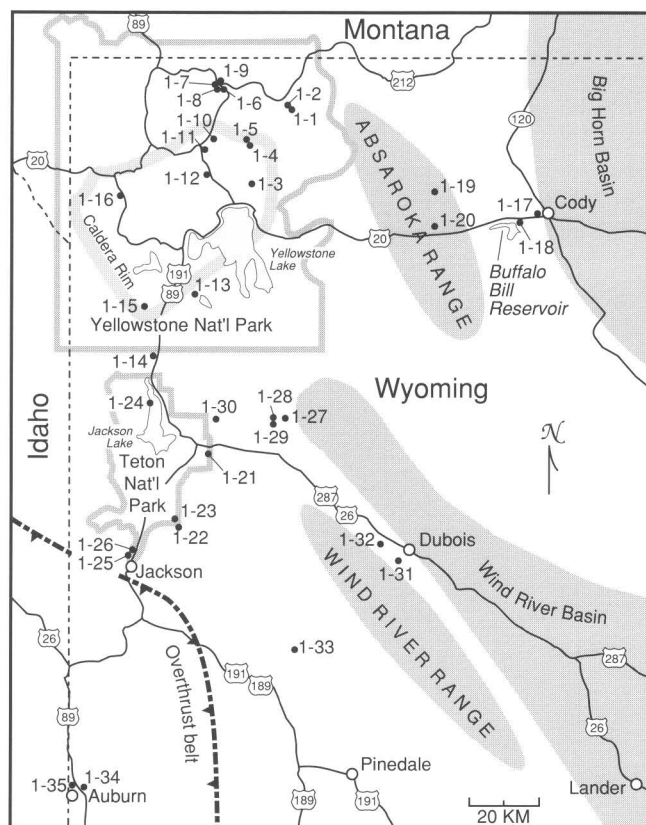 89
Montana
1-9
1-7
1-8
1-6
212
1-2
1-1
1-10
1-5
1-11
1-4
20
1-12
1-3
1-16
Caldera Rim
ABSAROKA RANGE
1-19
1-20
120
Big Horn Basin
1-17
Cody
1-18
20
Buffalo
Bill
Reservoir
Yellowstone
Lake
191
89
1-13
1-15
Yellowstone Nat'l Park
1-14
Wyoming
Idaho
1-24
1-30
1-28
1-27
1-29
Jackson
Lake
1-21
Teton
Nat'l
Park
N
287
26
1-23
1-22
1-32
Dubois
1-31
1-26
1-25
Jackson
WIND RIVER RANGE
Wind River Basin
26
Overthrust belt
1-33
191
189
287
26
89
1-34
1-35
Auburn
Pinedale
189
191
Lander
20 KM